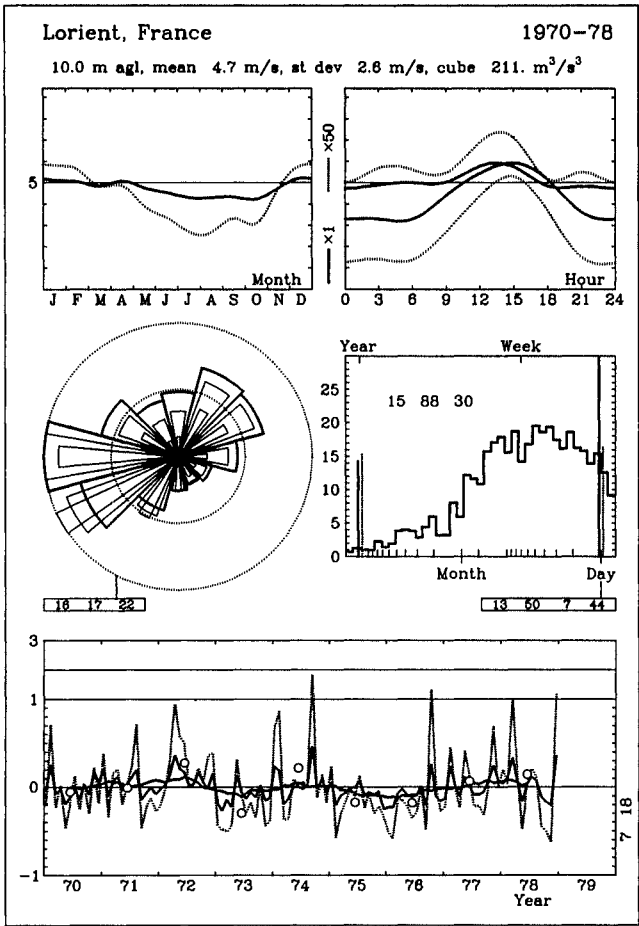 Lorient, France 1970-78
10.0 m agl, mean 4.7 m/s, st dev 2.6 m/s, cube 211. m³/s³
5
×1 ×50
Month
Hour
J F M A M J J A S O N D
0 3 6 9 12 15 18 21 24
Year Week
25
20
15
10
5
0
15 88 30
Month Day
16 17 22
13 50 7 44
3
1
0
-1
7 18
70 71 72 73 74 75 76 77 78 79
Year